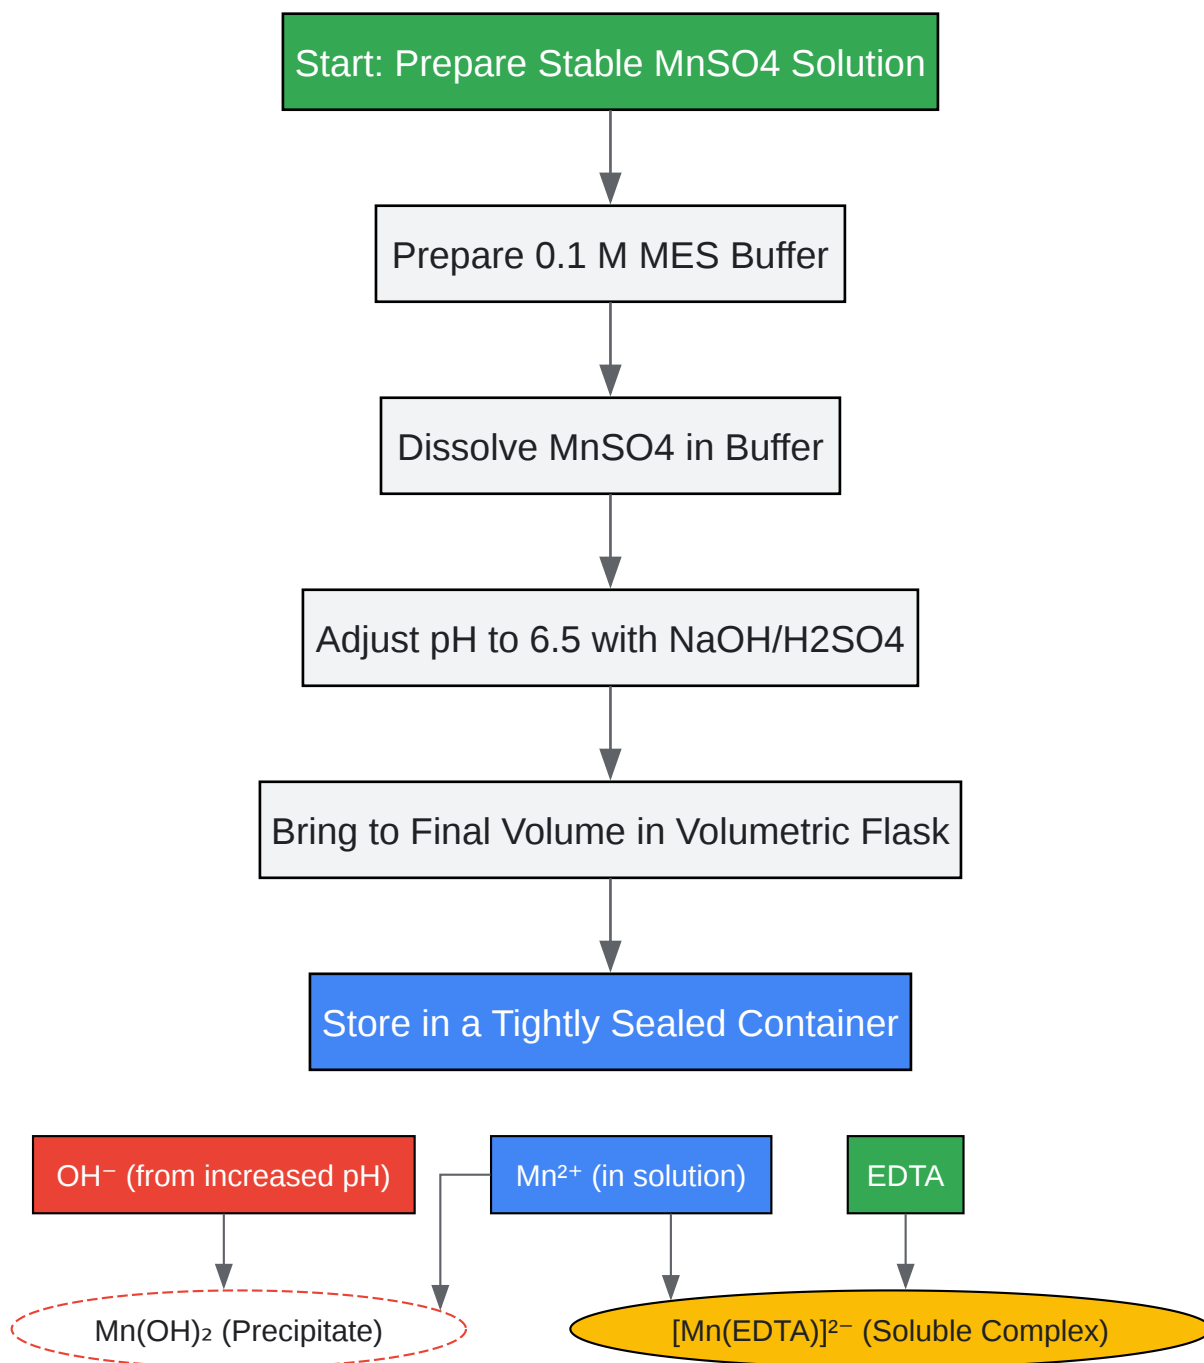 Start: Prepare Stable MnSO4 Solution
Prepare 0.1 M MES Buffer
Dissolve MnSO4 in Buffer
Adjust pH to 6.5 with NaOH/H2SO4
Bring to Final Volume in Volumetric Flask
Store in a Tightly Sealed Container
OH⁻ (from increased pH)
Mn²⁺ (in solution)
EDTA
Mn(OH)₂ (Precipitate)
[Mn(EDTA)]²⁻ (Soluble Complex)